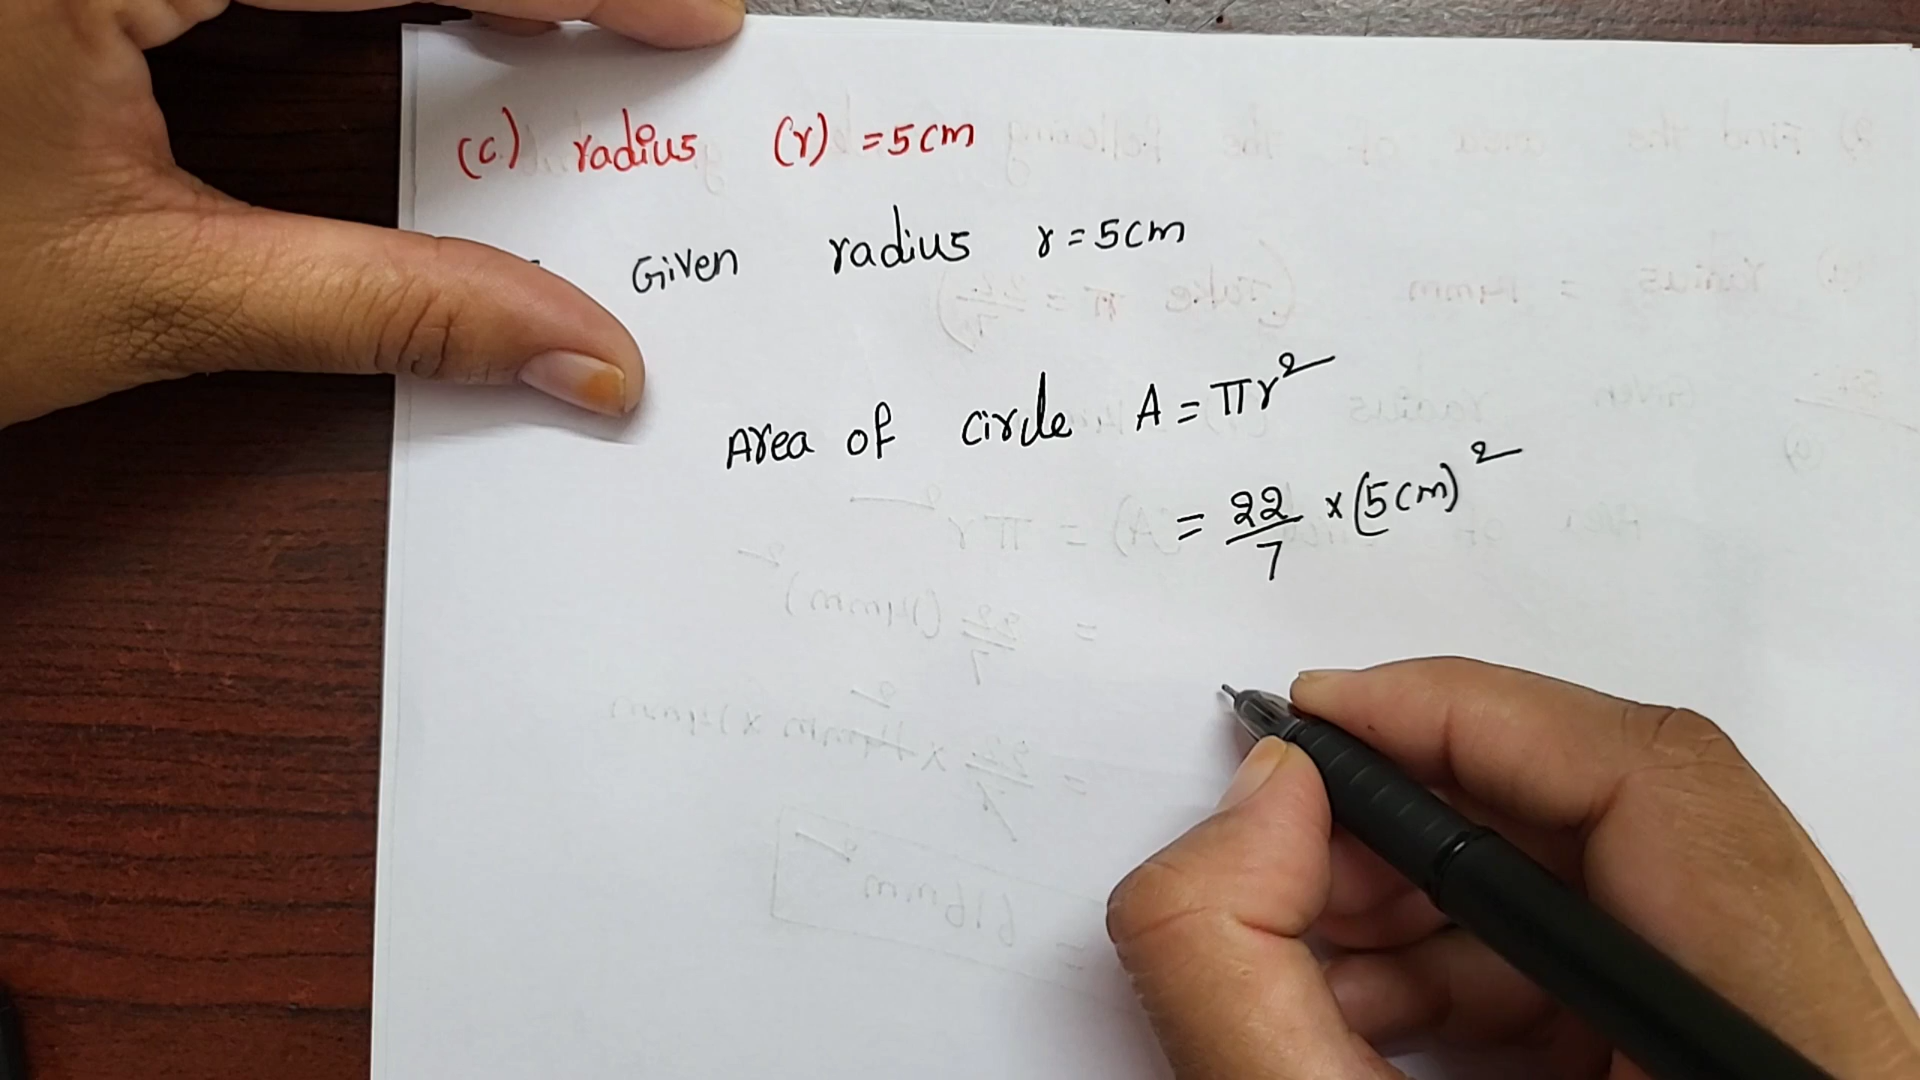 (c) radius (r) = 5cm
Given radius r = 5cm
Area of circle A = πr²
= 22/7 × (5cm)²